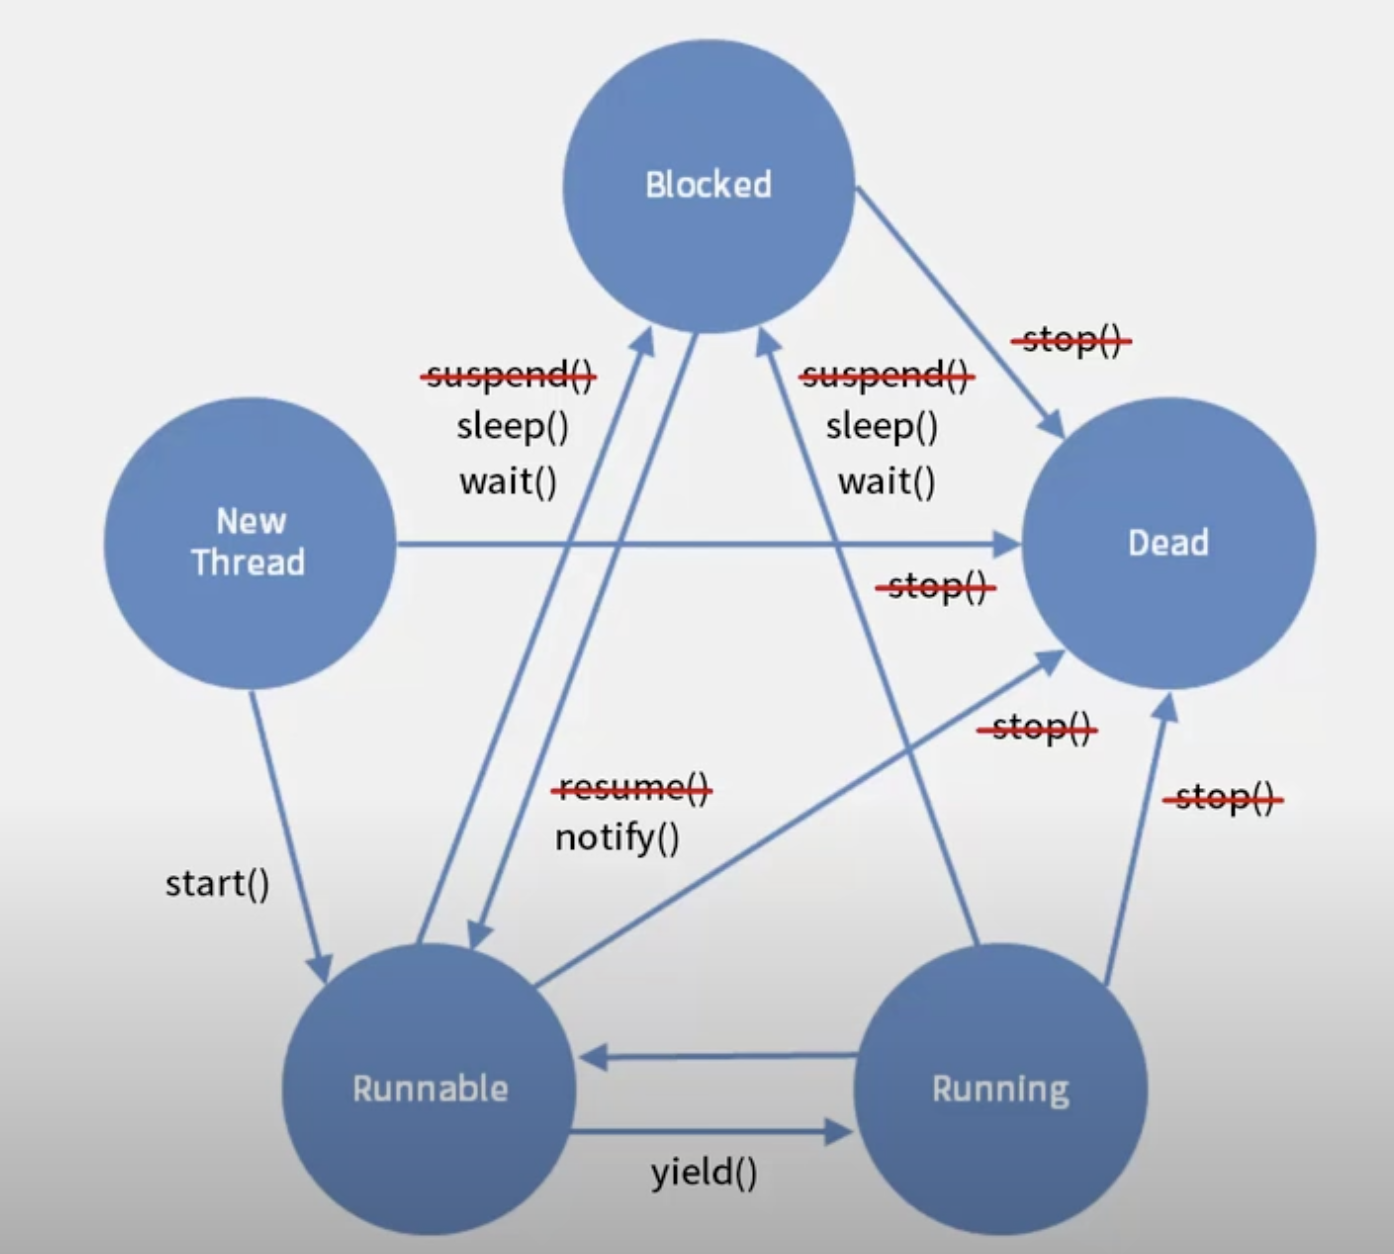 Blocked
stop()
suspend()
sleep()
wait()
suspend()
sleep()
wait()
New
Thread
Dead
stop()
stop()
resume()
notify()
stop()
start()
Runnable
Running
yield()